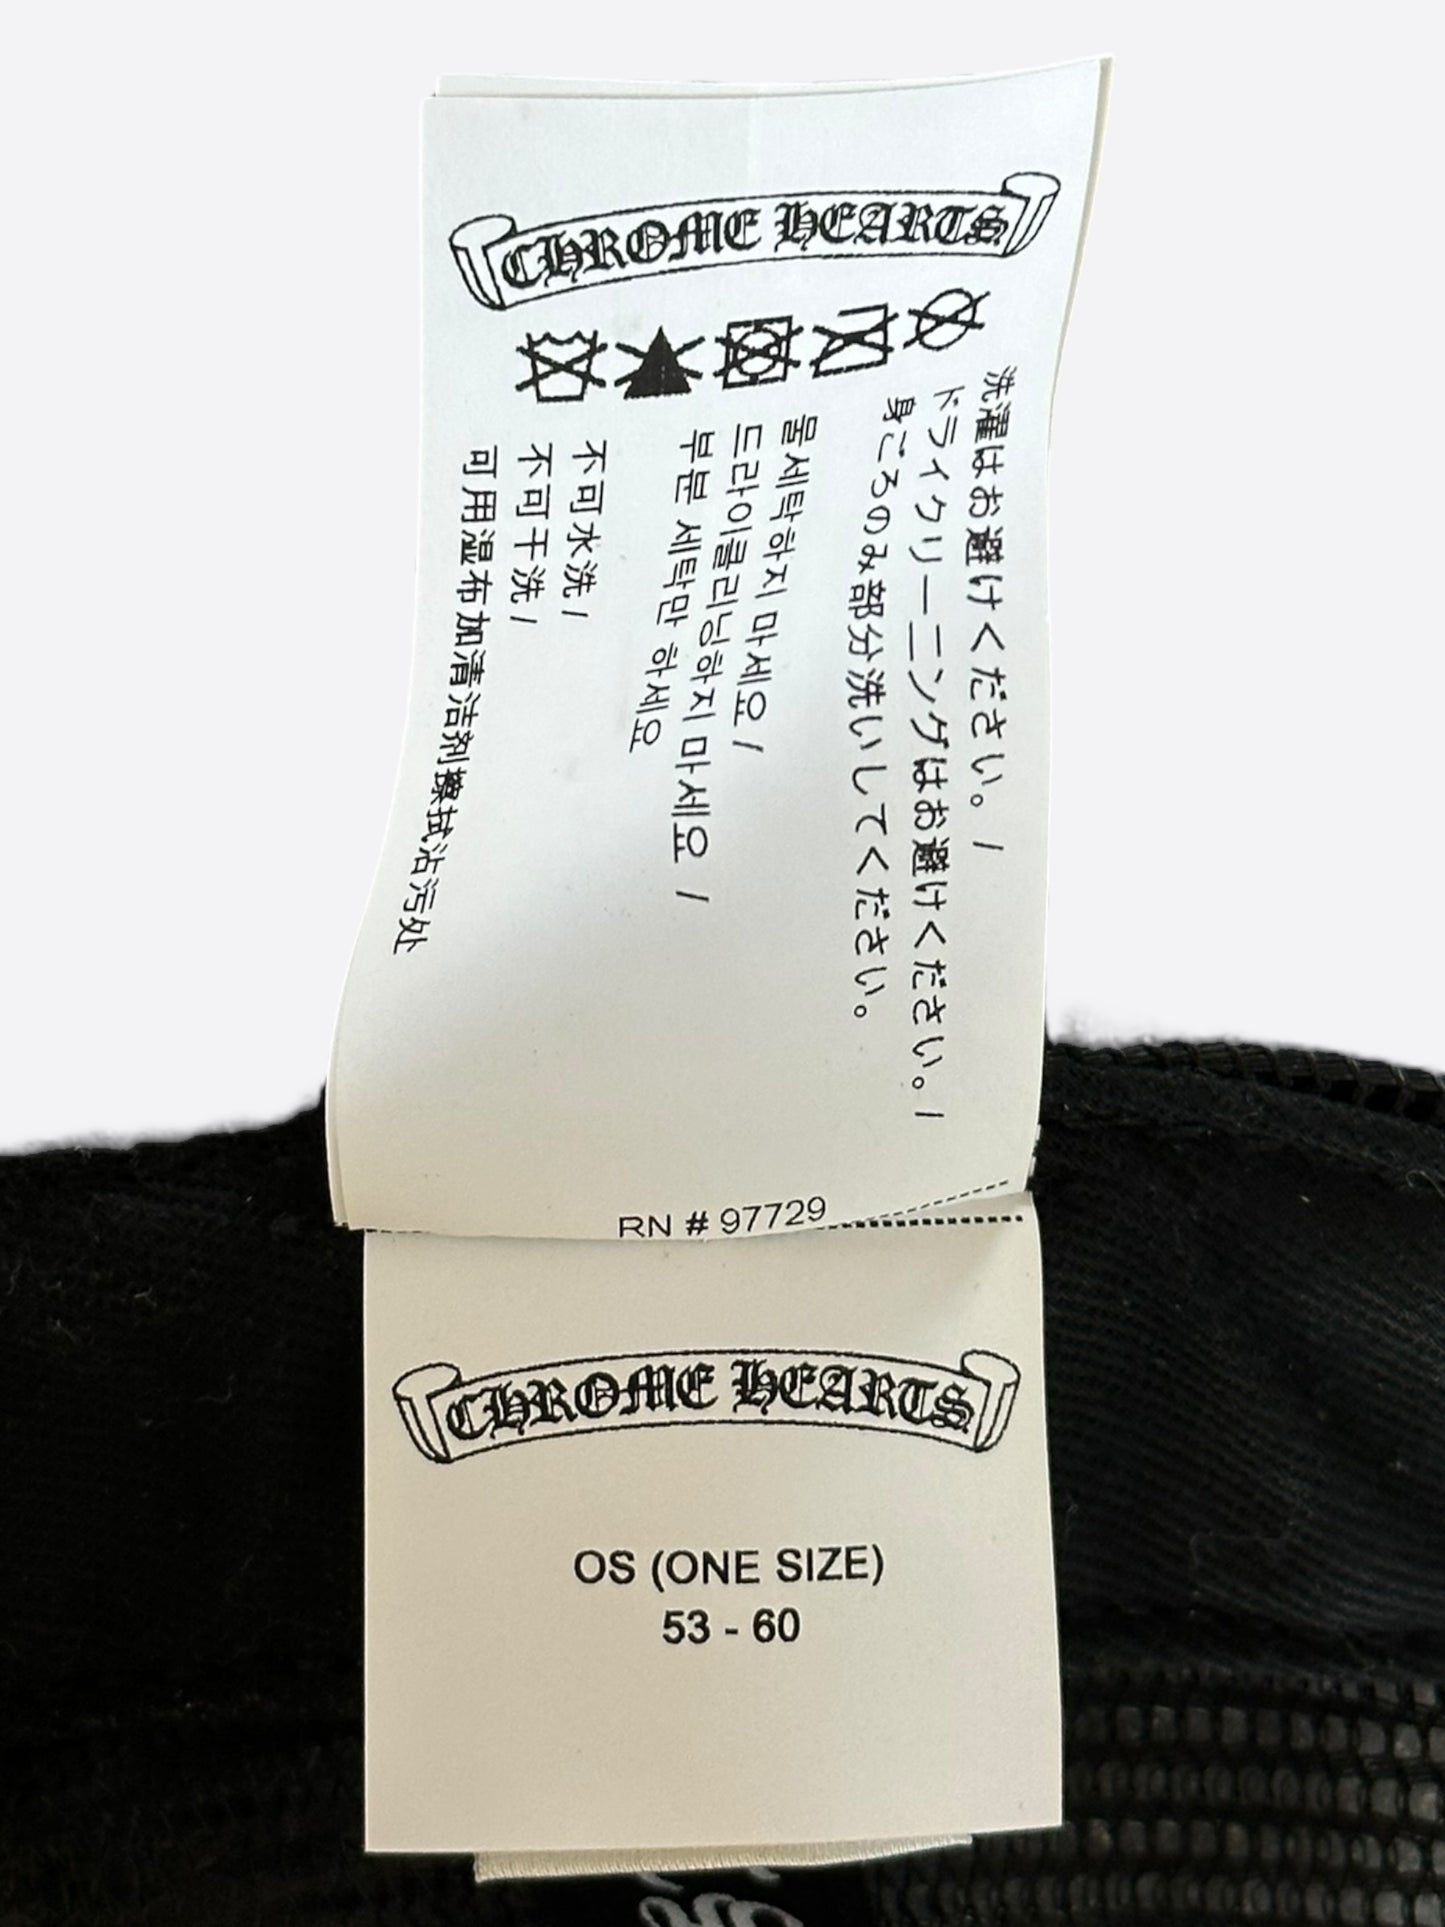 CHROME HEARTS
洗濯はお避けください。/
ドライクリーニングはお避けください。/
身ごろのみ部分洗いしてください。
물세탁하지 마세요 /
드라이클리닝하지 마세요 /
부분 세탁만 하세요
不可水洗 /
不可干洗 /
可用湿布加清洁剂擦拭沾污处
RN # 97729
CHROME HEARTS
OS (ONE SIZE)
53 - 60